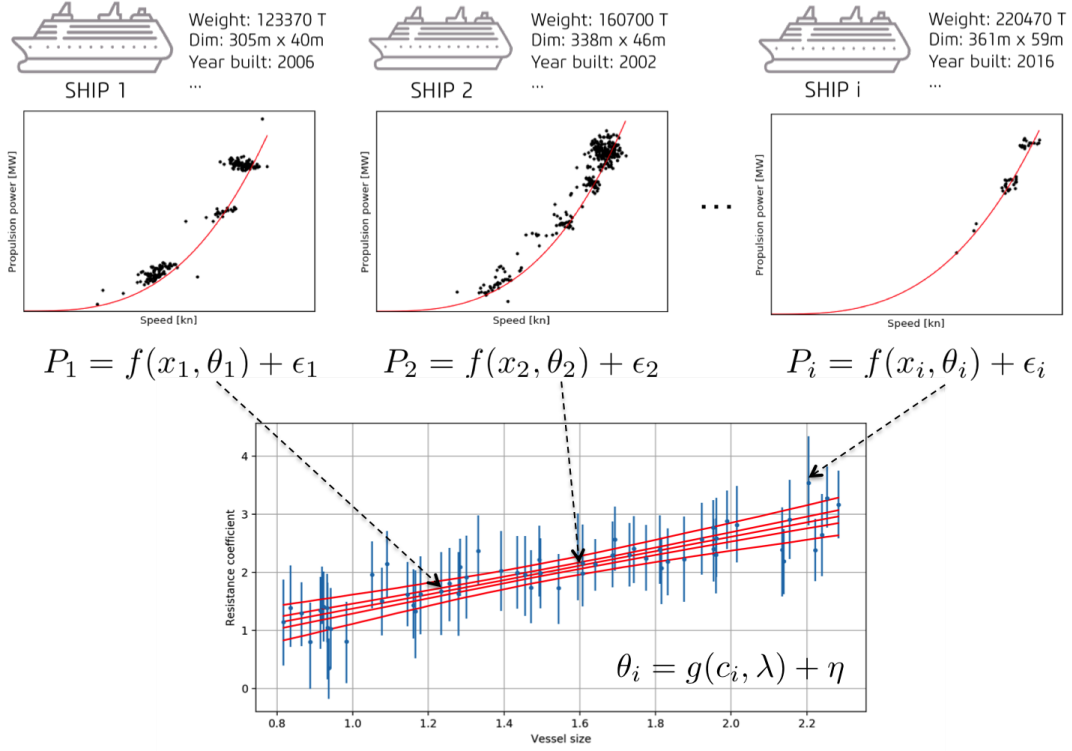 Weight: 123370 T
Dim: 305m x 40m
Year built: 2006
...
SHIP 1
Weight: 160700 T
Dim: 338m x 46m
Year built: 2002
...
SHIP 2
Weight: 220470 T
Dim: 361m x 59m
Year built: 2016
...
SHIP i
Propulsion power [MW]
Speed [kn]
Propulsion power [MW]
Speed [kn]
...
Propulsion power [MW]
Speed [kn]
P₁ = f(x₁, θ₁) + ϵ₁
P₂ = f(x₂, θ₂) + ϵ₂
Pᵢ = f(xᵢ, θᵢ) + ϵᵢ
Resistance coefficient
4
3
2
1
0
θᵢ = g(cᵢ, λ) + η
0.8 1.0 1.2 1.4 1.6 1.8 2.0 2.2
Vessel size